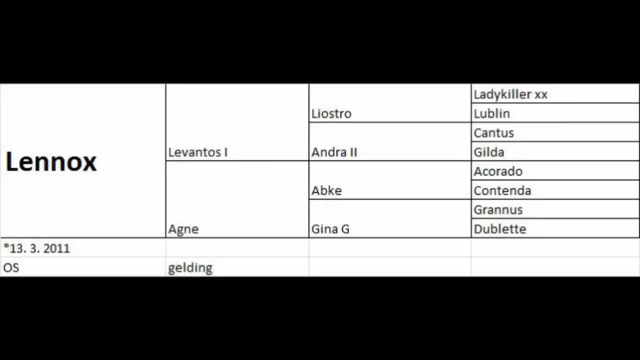 Ladykiller xx
Liostro Lublin
Cantus
Levantos I Andra II Gilda
Lennox
Acorado
Abke Contenda
Grannus
Agne Gina G Dublette
*13. 3. 2011
OS gelding